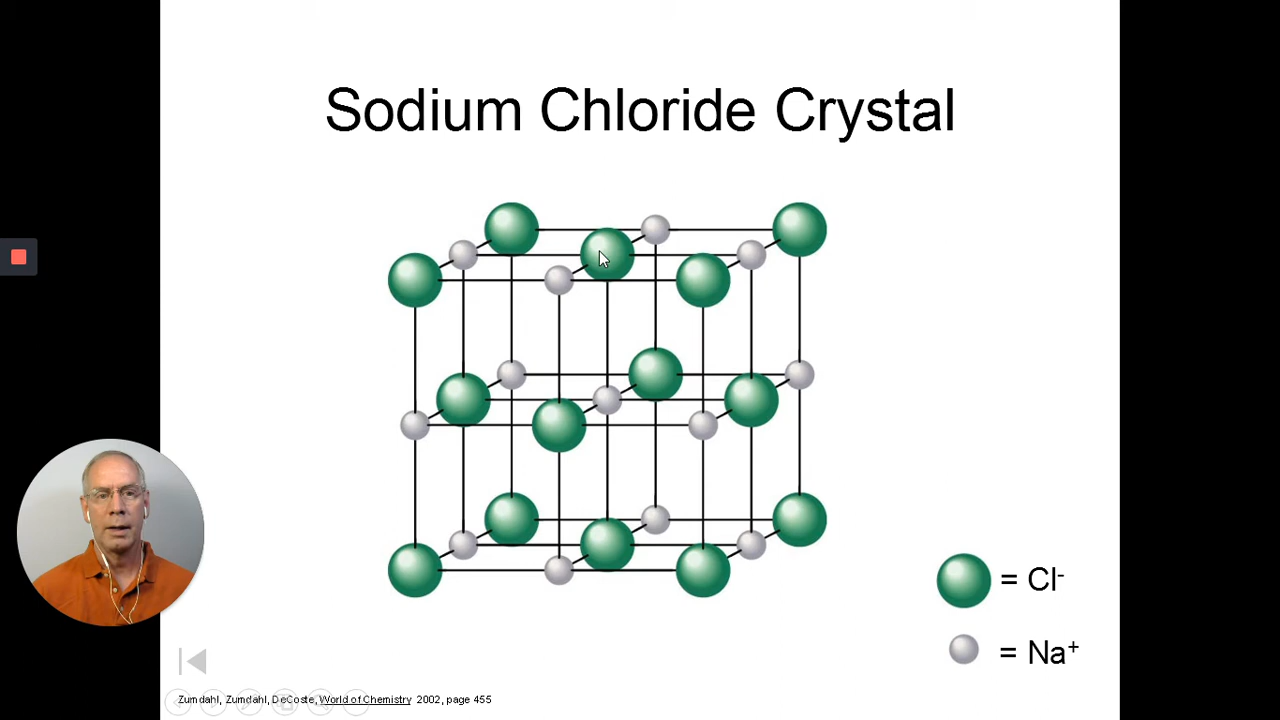 Sodium Chloride Crystal
= Cl⁻
= Na⁺
Zumdahl, Zumdahl, DeCoste, World of Chemistry 2002, page 455